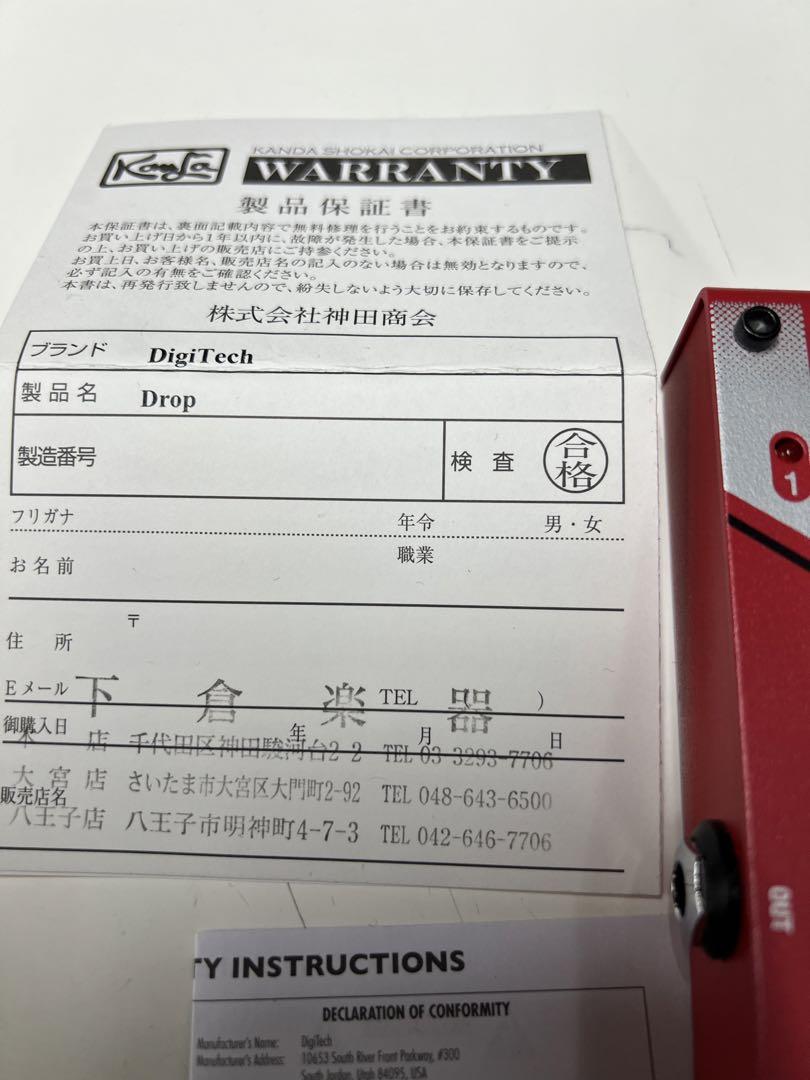 Kanda
KANDA SHOKAI CORPORATION
WARRANTY
製品保証書
本保証書は、裏面記載内容で無料修理を行うことをお約束するものです。
お買い上げ日から1年以内に、故障が発生した場合、本保証書をご提示
の上、お買い上げの販売店にご持参ください。
お買上日、お客様名、販売店名の記入のない場合は無効となりますので、
必ず記入の有無をご確認ください。
本書は、再発行致しませんので、紛失しないよう大切に保存してください。
株式会社神田商会
ブランド DigiTech
製品名 Drop
製造番号 検査 合格
フリガナ 年令 男・女
お名前 職業
〒
住所
Eメール TEL )
下倉楽器
御購入日 年 月 日
本店 千代田区神田駿河台2-2 TEL 03-3293-7706
大宮店 さいたま市大宮区大門町2-92 TEL 048-643-6500
販売店名
八王子店 八王子市明神町4-7-3 TEL 042-646-7706
1
OUT
TY INSTRUCTIONS
DECLARATION OF CONFORMITY
Manufacturer's Name: DigiTech
Manufacturer's Address: 10653 South River Front Parkway, #300
South Jordan, Utah 84095, USA